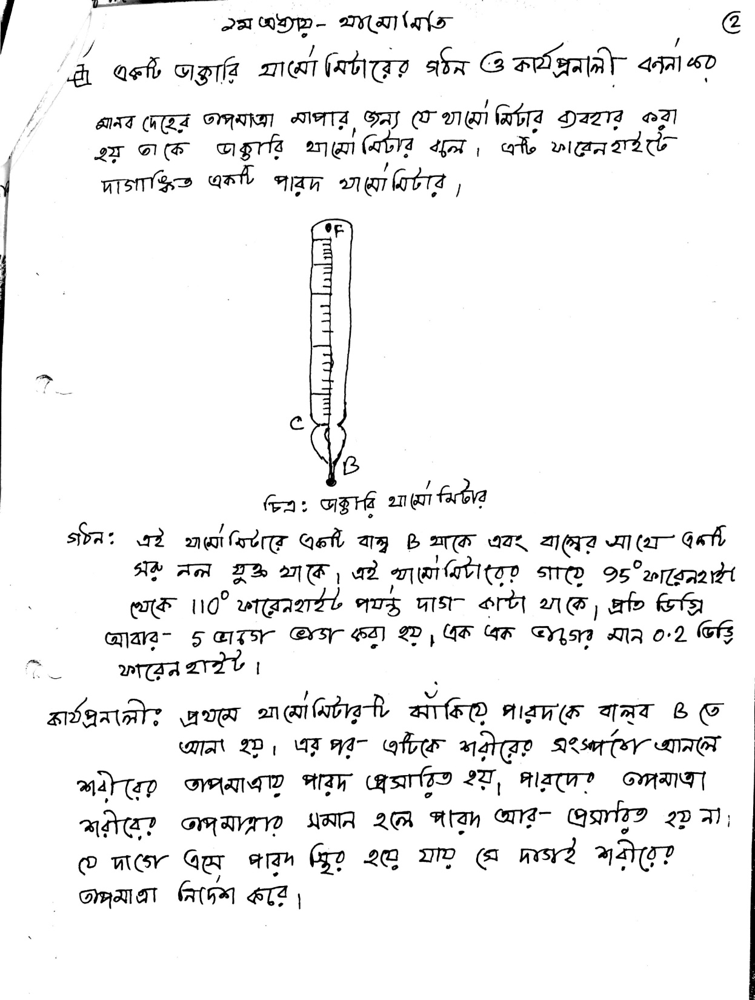 ১ম অধ্যায় - থার্মোমিতি
2
একটি ডাক্তারি থার্মোমিটারের গঠন ও কার্যপ্রনালী বর্ননা কর
মানব দেহের তাপমাত্রা মাপার জন্য যে থার্মোমিটার ব্যবহার করা
হয় তাকে ডাক্তারি থার্মোমিটার বলে। এটি ফারেনহাইটে
দাগাঙ্কিত একটি পারদ থার্মোমিটার।
F
C
B
চিত্র: ডাক্তারি থার্মোমিটার
গঠন: এই থার্মোমিটারে একটি বাল্ব B থাকে এবং বাল্বের সাথে একটি
সরু নল যুক্ত থাকে। এই থার্মোমিটারের গায়ে 95° ফারেনহাইট
থেকে 110° ফারেনহাইট পর্যন্ত দাগ কাটা থাকে। প্রতি ডিগ্রি
আবার 5 ভাগে ভাগ করা হয়। এক এক ভাগের মান 0.2 ডিগ্রি
ফারেনহাইট।
কার্যপ্রনালী: প্রথমে থার্মোমিটারটি ঝাঁকিয়ে পারদকে বাল্‌ব B তে
আনা হয়। এর পর এটিকে শরীরের সংস্পর্শে আনলে
শরীরের তাপমাত্রায় পারদ প্রসারিত হয়। পারদের তাপমাত্রা
শরীরের তাপমাত্রার সমান হলে পারদ আর প্রসারিত হয় না।
যে দাগে এসে পারদ স্থির হয়ে যায় সে দাগই শরীরের
তাপমাত্রা নির্দেশ করে।